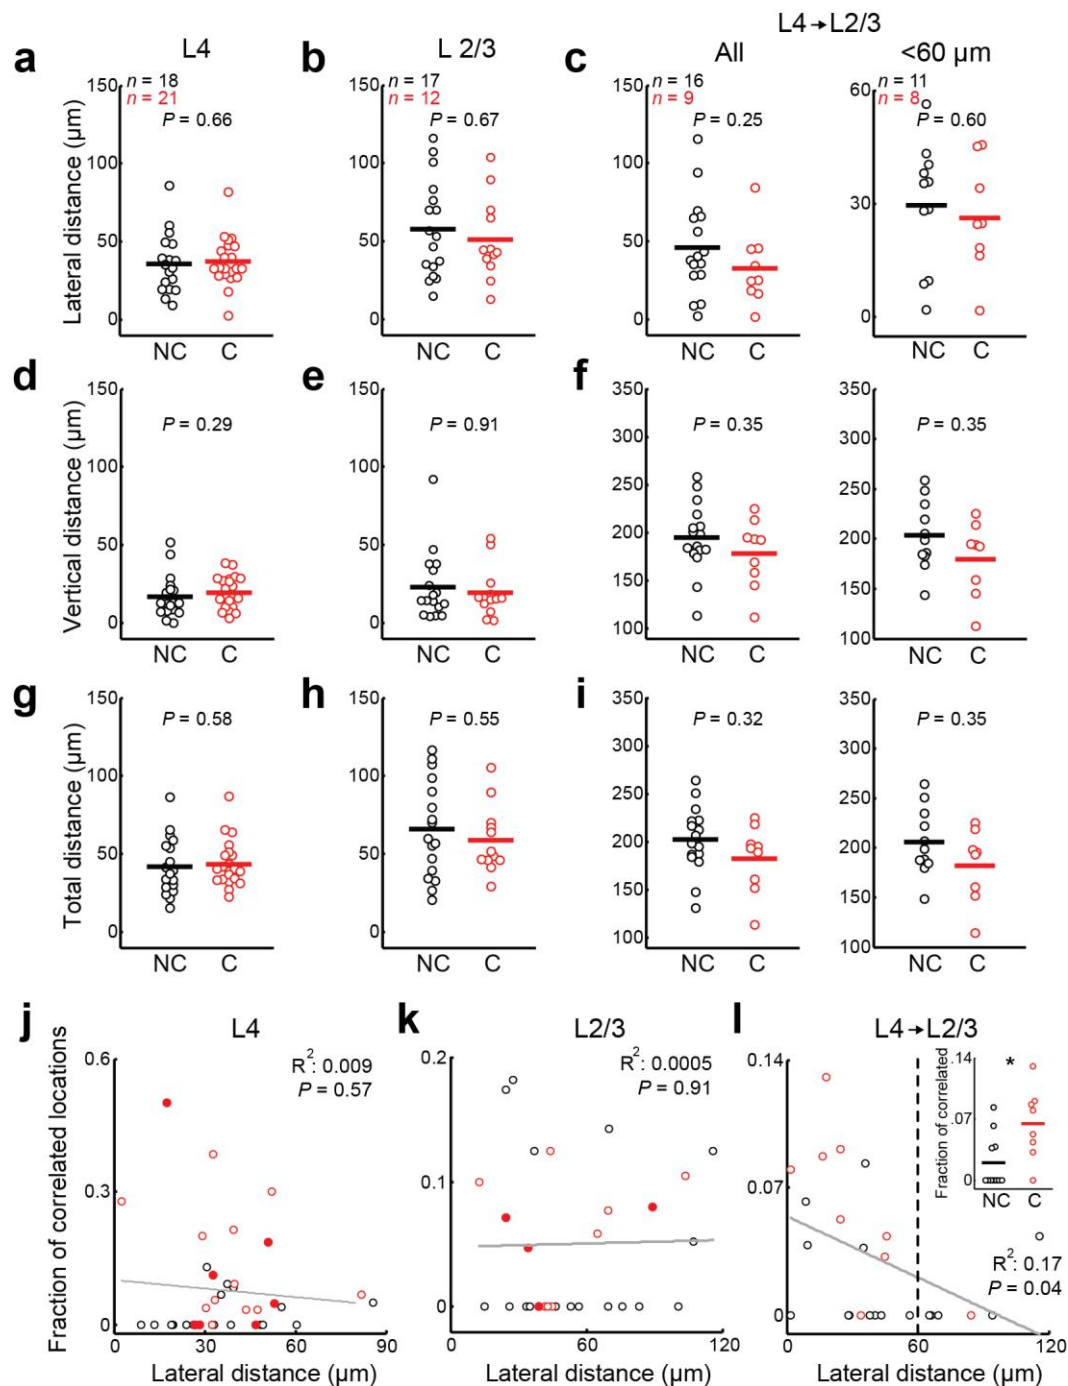 L4→L2/3
a
L4
b
L 2/3
c
All
<60 µm
n = 18
n = 21
P = 0.66
n = 17
n = 12
P = 0.67
n = 16
n = 9
P = 0.25
n = 11
n = 8
P = 0.60
Lateral distance (µm)
150
100
50
0
NC C
150
100
50
0
NC C
150
100
50
0
NC C
60
30
0
NC C
d
P = 0.29
e
P = 0.91
f
P = 0.35
P = 0.35
Vertical distance (µm)
150
100
50
0
NC C
150
100
50
0
NC C
350
300
250
200
150
100
NC C
350
300
250
200
150
100
NC C
g
P = 0.58
h
P = 0.55
i
P = 0.32
P = 0.35
Total distance (µm)
150
100
50
0
NC C
150
100
50
0
NC C
350
300
250
200
150
100
NC C
350
300
250
200
150
100
NC C
j
L4
R²: 0.009
P = 0.57
Fraction of correlated locations
0.6
0.3
0
0 30 60 90
Lateral distance (µm)
k
L2/3
R²: 0.0005
P = 0.91
0.2
0.1
0
0 60 120
Lateral distance (µm)
l
L4→L2/3
0.14
0.07
0
0 60 120
Lateral distance (µm)
R²: 0.17
P = 0.04
Fraction of correlated
.14
.07
0
*
NC C